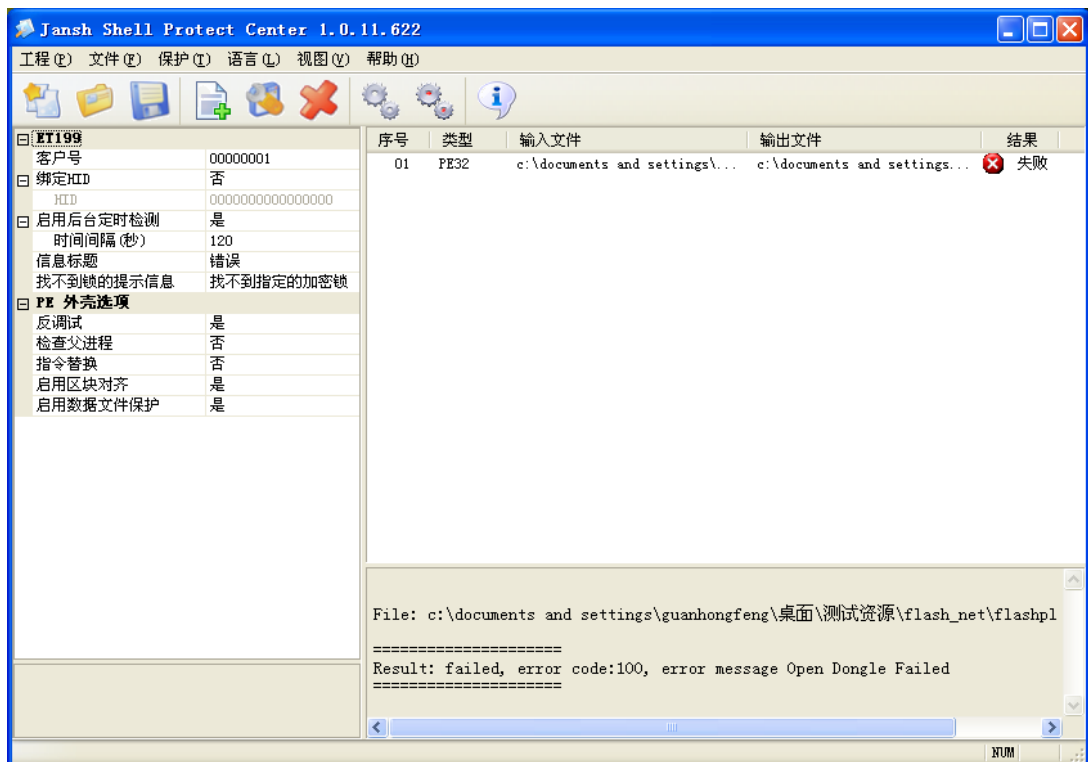 Jansh Shell Protect Center 1.0.11.622
工程(P) 文件(F) 保护(T) 语言(L) 视图(V) 帮助(H)
ET199
客户号 00000001
绑定HID 否
HID 0000000000000000
启用后台定时检测 是
时间间隔(秒) 120
信息标题 错误
找不到锁的提示信息 找不到指定的加密锁
PE 外壳选项
反调试 是
检查父进程 否
指令替换 否
启用区块对齐 是
启用数据文件保护 是
序号 类型 输入文件 输出文件 结果
01 PE32 c:\documents and settings\... c:\documents and settings... 失败
File: c:\documents and settings\guanhongfeng\桌面\测试资源\flash_net\flashpl
=====================
Result: failed, error code:100, error message Open Dongle Failed
=====================
NUM